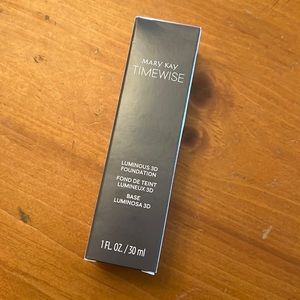 MARY KAY
TIMEWISE
LUMINOUS 3D
FOUNDATION
FOND DE TEINT
LUMINEUX 3D
BASE
LUMINOSA 3D
1 FL. OZ. / 30 ml